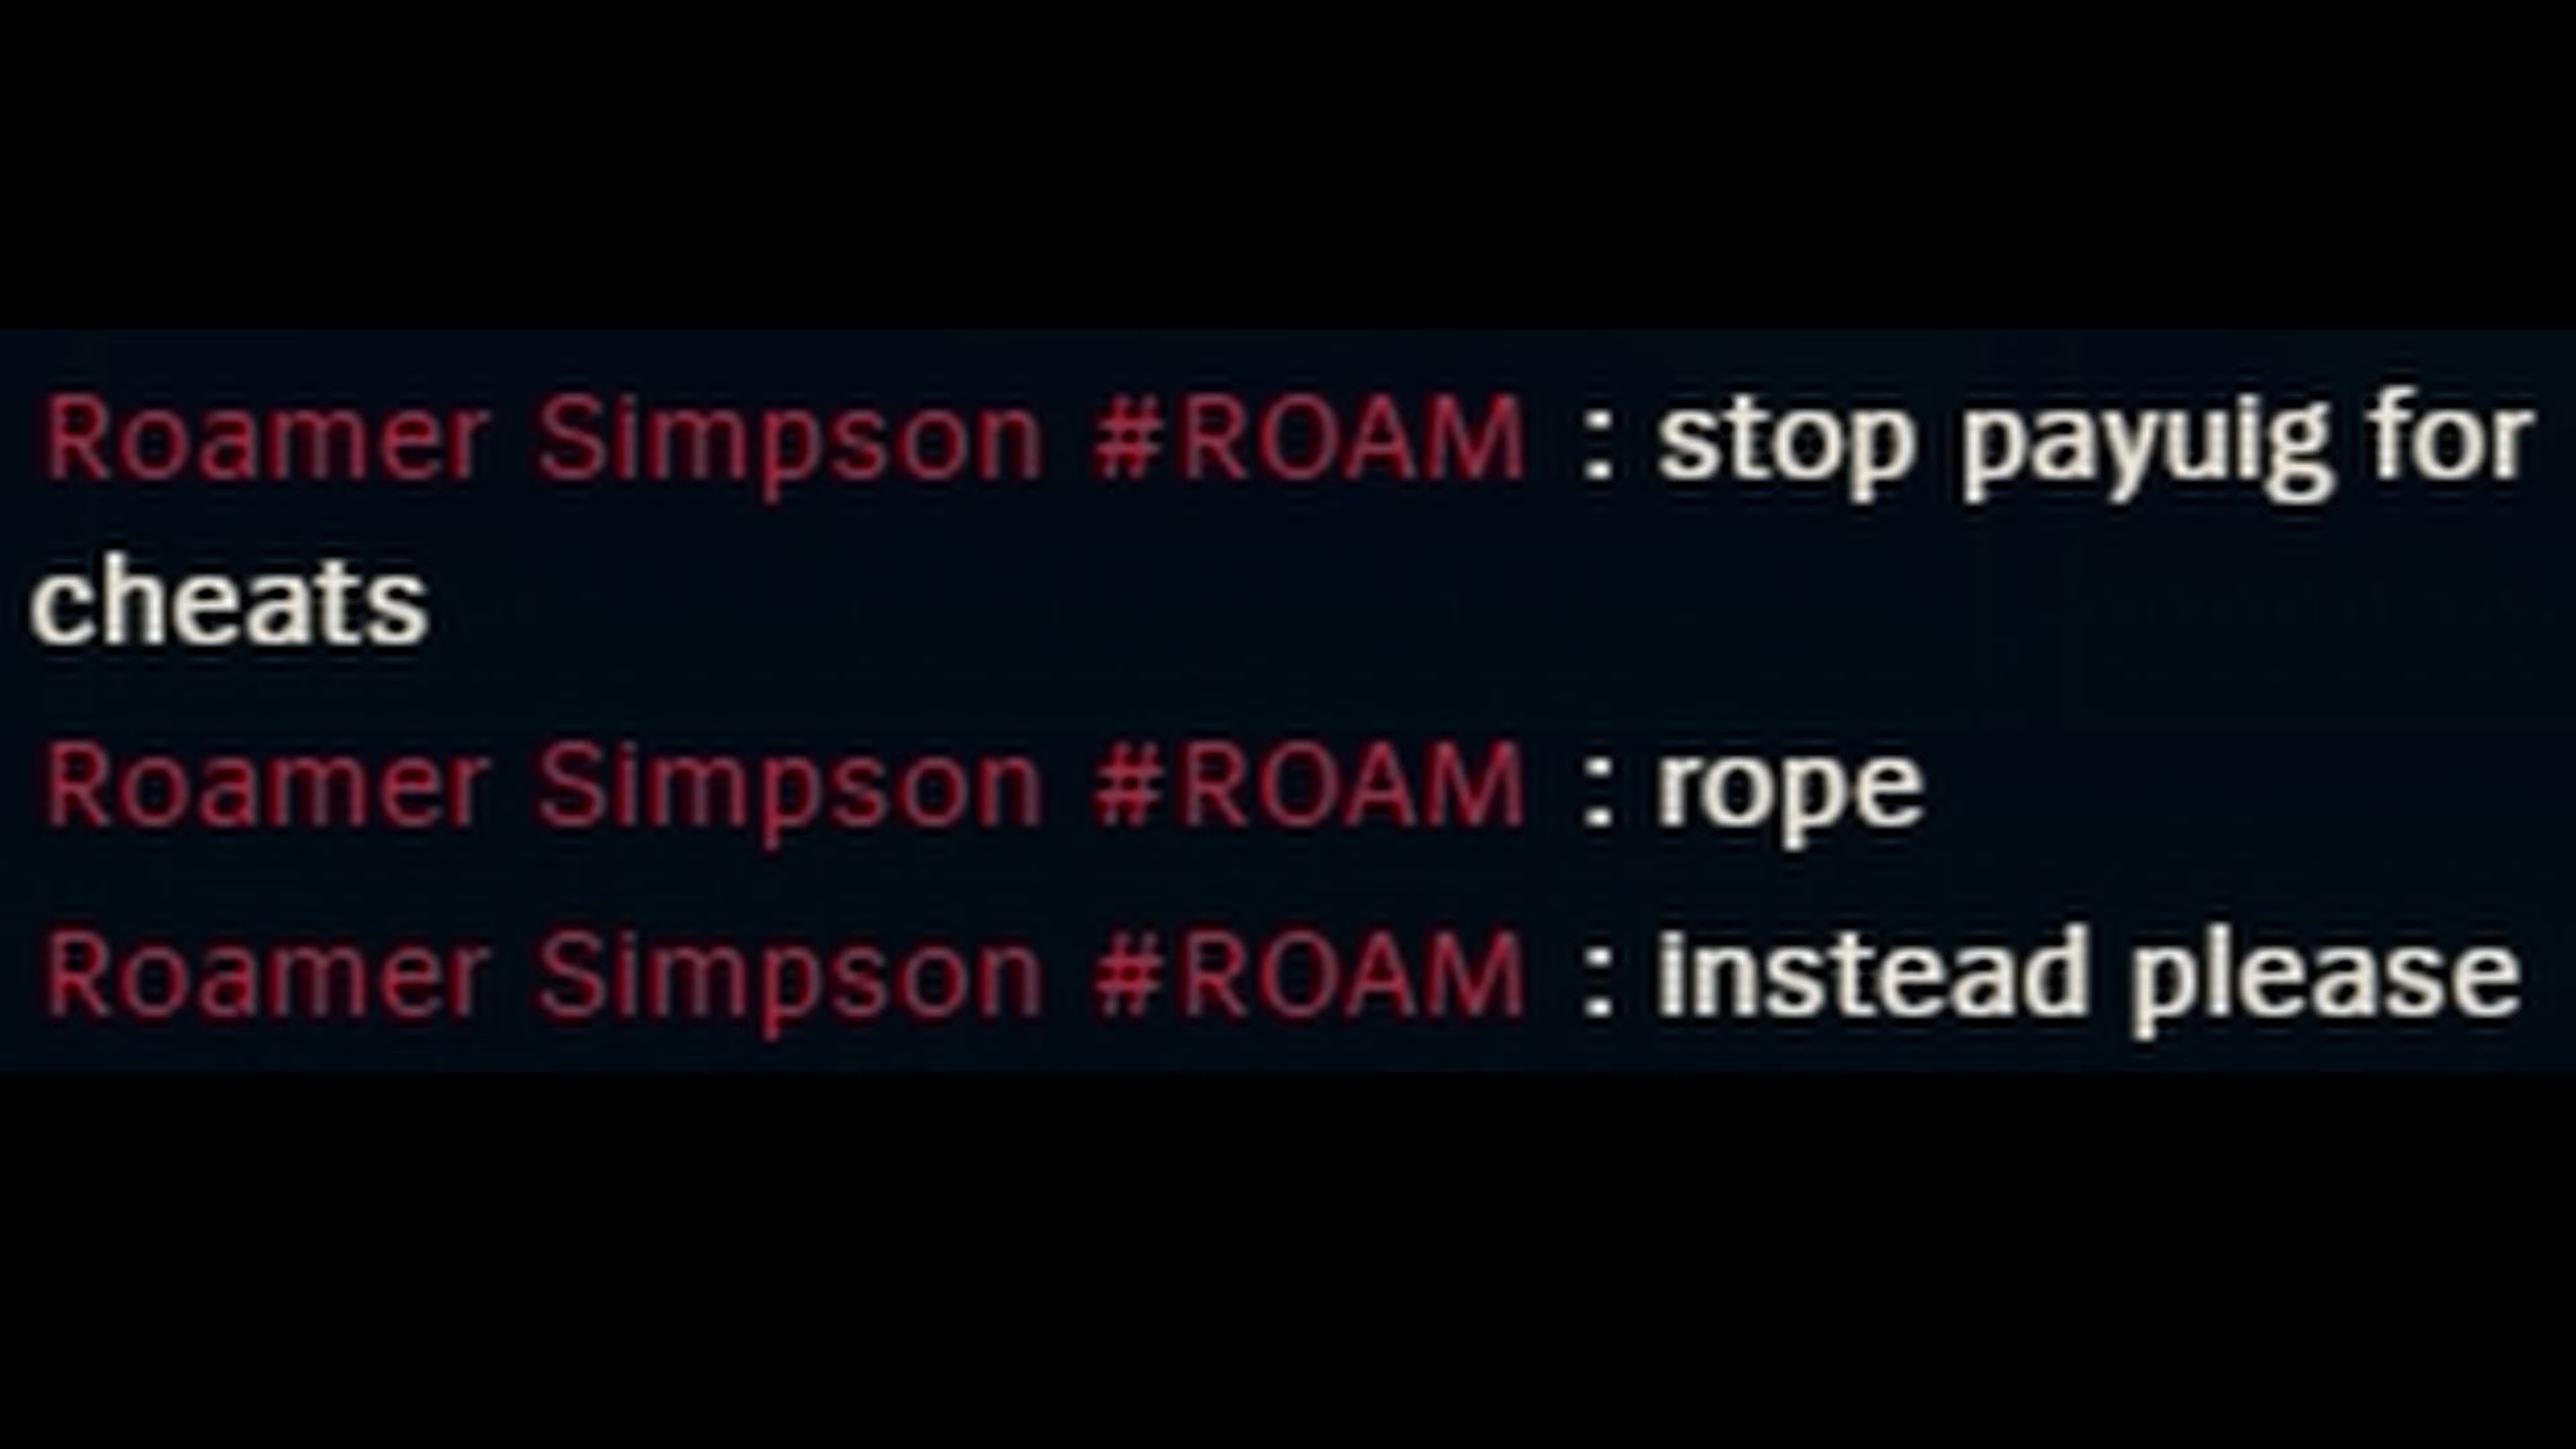 Roamer Simpson #ROAM : stop payuig for
cheats
Roamer Simpson #ROAM : rope
Roamer Simpson #ROAM : instead please